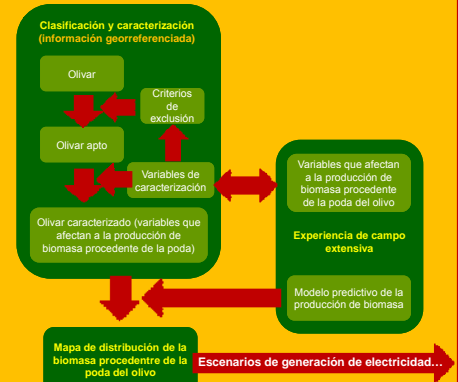 Clasificación y caracterización
(información georreferenciada)
Olivar
Criterios
de
exclusión
Olivar apto
Variables de
caracterización
Olivar caracterizado (variables que
afectan a la producción de
biomasa procedente de la poda)
Variables que afectan
a la producción de
biomasa procedente
de la poda del olivo
Experiencia de campo
extensiva
Modelo predictivo de la
producción de biomasa
Mapa de distribución de la
biomasa procedentre de la
poda del olivo
Escenarios de generación de electricidad...